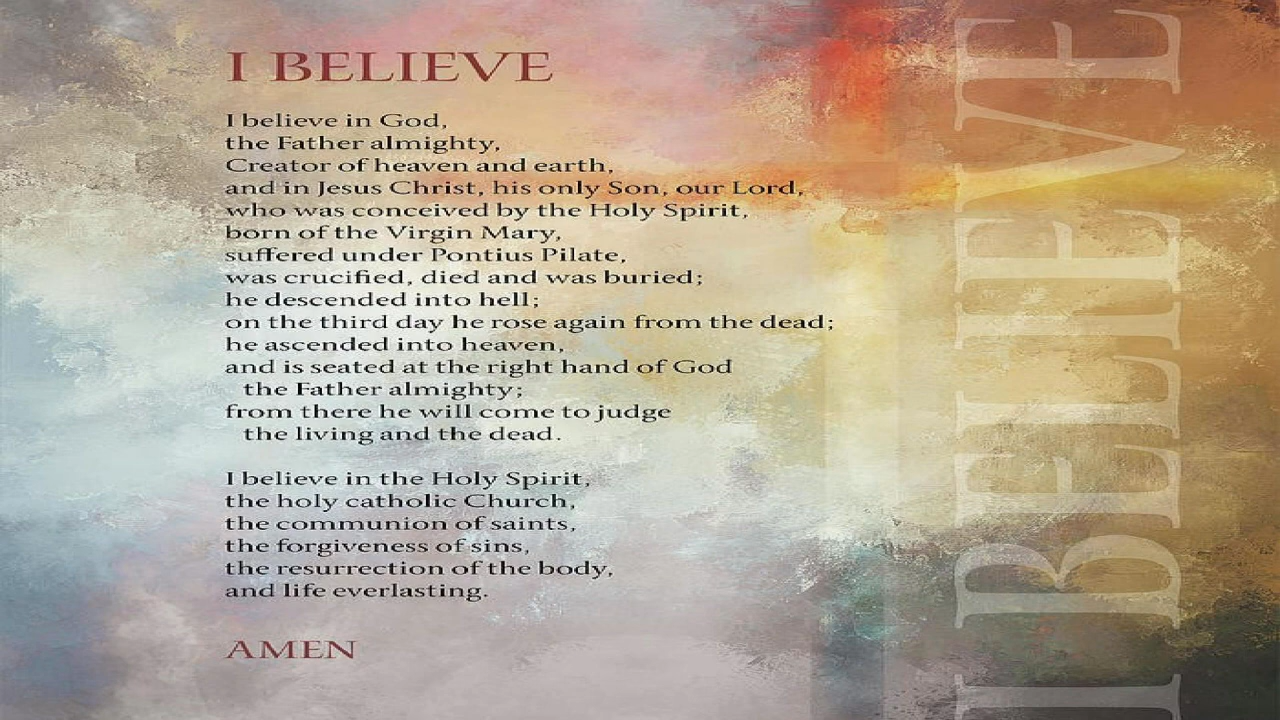 I BELIEVE
I believe in God,
the Father almighty,
Creator of heaven and earth,
and in Jesus Christ, his only Son, our Lord,
who was conceived by the Holy Spirit,
born of the Virgin Mary,
suffered under Pontius Pilate,
was crucified, died and was buried;
he descended into hell;
on the third day he rose again from the dead;
he ascended into heaven,
and is seated at the right hand of God
the Father almighty;
from there he will come to judge
the living and the dead.
I believe in the Holy Spirit,
the holy catholic Church,
the communion of saints,
the forgiveness of sins,
the resurrection of the body,
and life everlasting.
AMEN
I BELIEVE